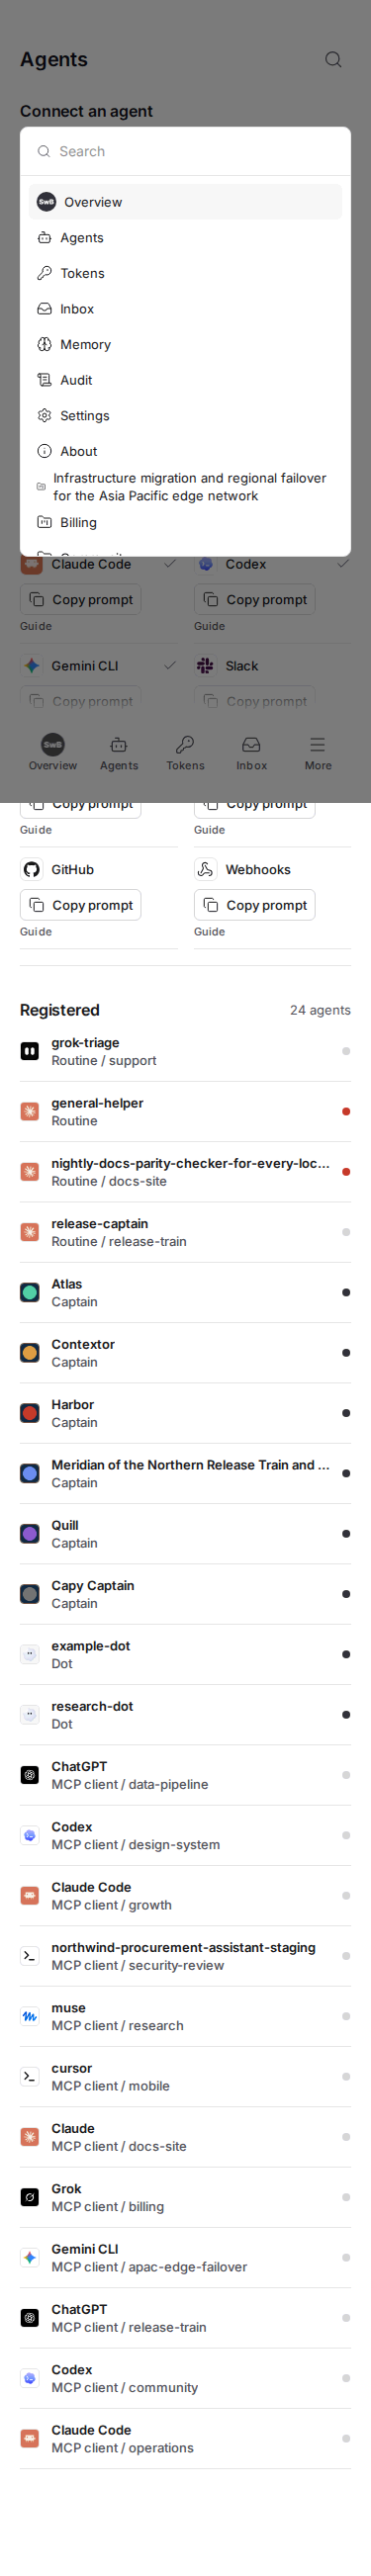 Agents
Connect an agent
Search
SwB Overview
Agents
Tokens
Inbox
Memory
Audit
Settings
About
Infrastructure migration and regional failover
for the Asia Pacific edge network
Billing
Claude Code
Codex
Copy prompt
Copy prompt
Guide
Guide
Gemini CLI
Slack
Copy prompt
Copy prompt
SwB
Overview
Agents
Tokens
Inbox
More
Copy prompt
Copy prompt
Guide
Guide
GitHub
Webhooks
Copy prompt
Copy prompt
Guide
Guide
Registered
24 agents
grok-triage
Routine / support
general-helper
Routine
nightly-docs-parity-checker-for-every-loc...
Routine / docs-site
release-captain
Routine / release-train
Atlas
Captain
Contextor
Captain
Harbor
Captain
Meridian of the Northern Release Train and ...
Captain
Quill
Captain
Capy Captain
Captain
example-dot
Dot
research-dot
Dot
ChatGPT
MCP client / data-pipeline
Codex
MCP client / design-system
Claude Code
MCP client / growth
northwind-procurement-assistant-staging
MCP client / security-review
muse
MCP client / research
cursor
MCP client / mobile
Claude
MCP client / docs-site
Grok
MCP client / billing
Gemini CLI
MCP client / apac-edge-failover
ChatGPT
MCP client / release-train
Codex
MCP client / community
Claude Code
MCP client / operations